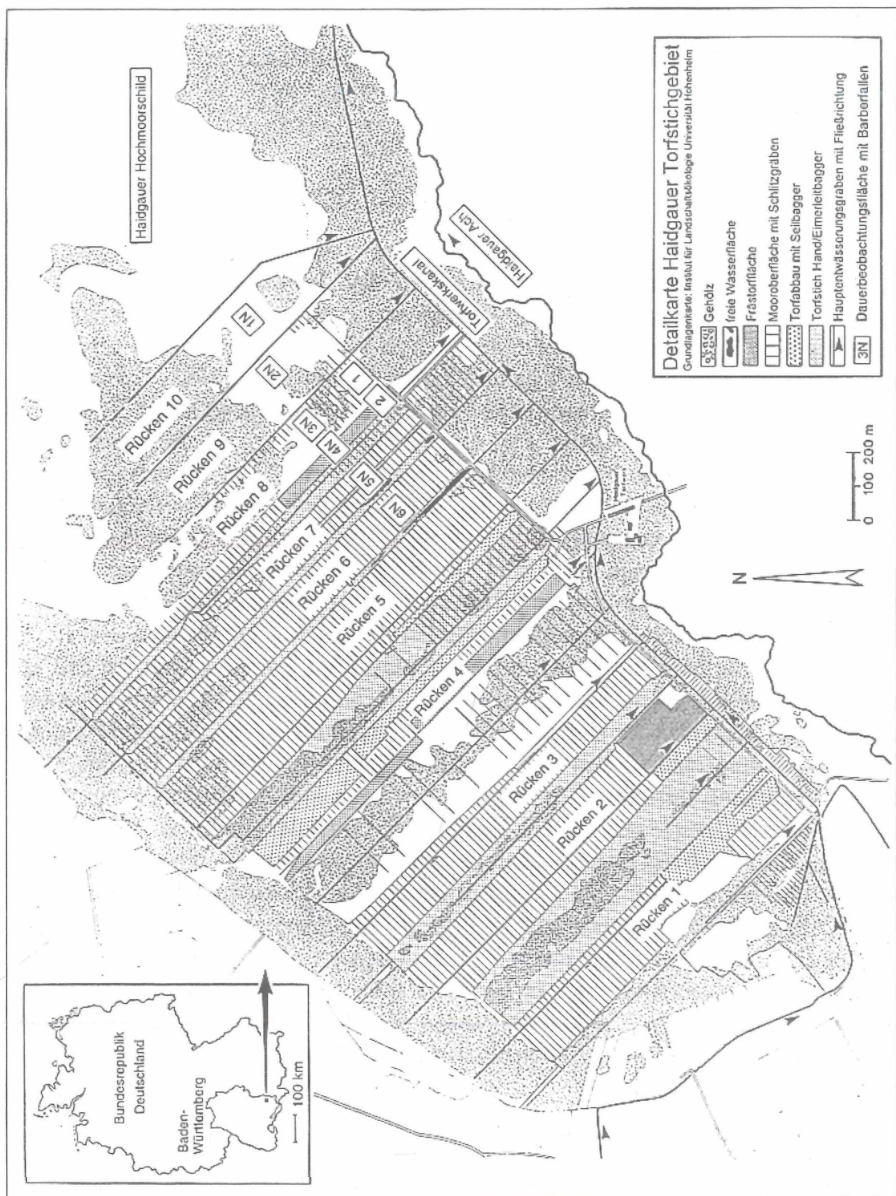 Haidgauer Hochmoorschild
Haidgauer Ach
Torfwerkskanal
Rücken 10
Rücken 9
Rücken 8
Rücken 7
Rücken 6
Rücken 5
Rücken 4
Rücken 3
Rücken 2
Rücken 1
1N
2N
3N
4N
5N
6N
1
2
N
0 100 200 m
Bundesrepublik
Deutschland
Baden-
Württemberg
100 km
Detailkarte Haidgauer Torfstichgebiet
Grundlagenkarte: Institut für Landschaftsökologie Universität Hohenheim
Gehölz
freie Wasserfläche
Frästorffläche
Mooroberfläche mit Schlitzgräben
Torfabbau mit Seilbagger
Torfstich Hand/Eimerleitbagger
Hauptentwässerungsgraben mit Fließrichtung
3N Dauerbeobachtungsfläche mit Barberfallen